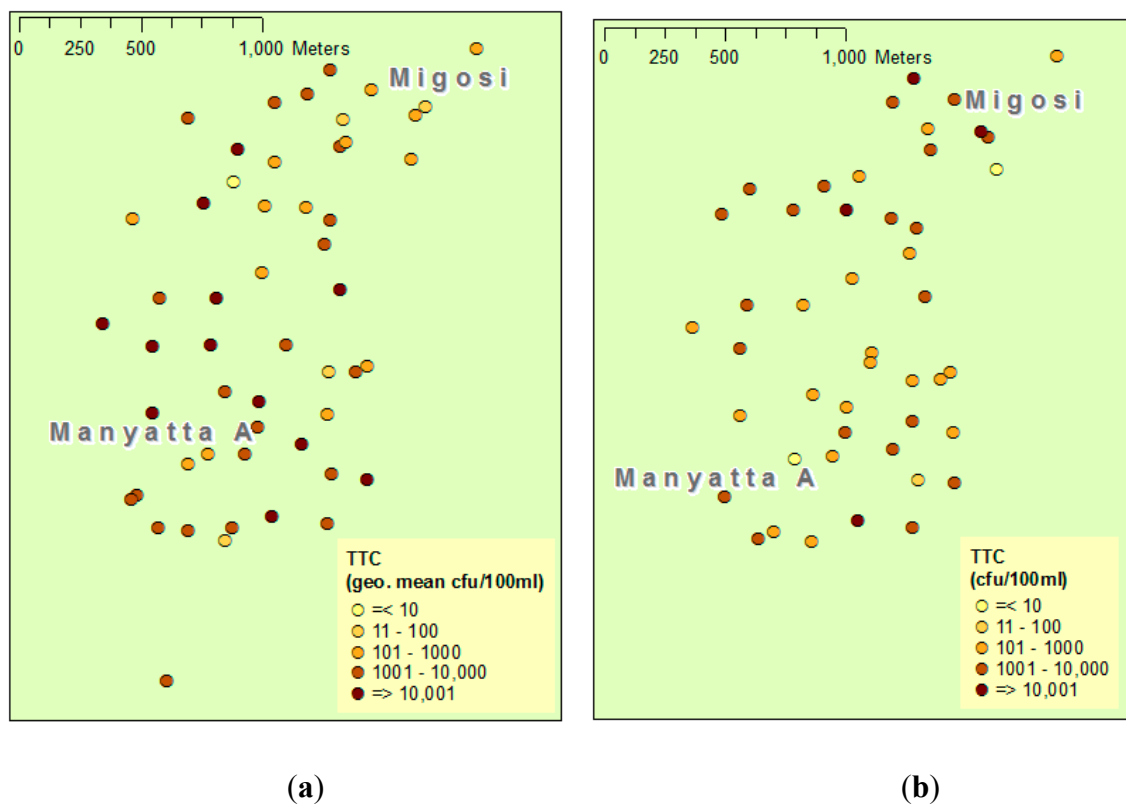 0 250 500 1,000 Meters
Migosi
Manyatta A
TTC
(geo. mean cfu/100ml)
=< 10
11 - 100
101 - 1000
1001 - 10,000
=> 10,001
(a)
0 250 500 1,000 Meters
Migosi
Manyatta A
TTC
(cfu/100ml)
=< 10
11 - 100
101 - 1000
1001 - 10,000
=> 10,001
(b)